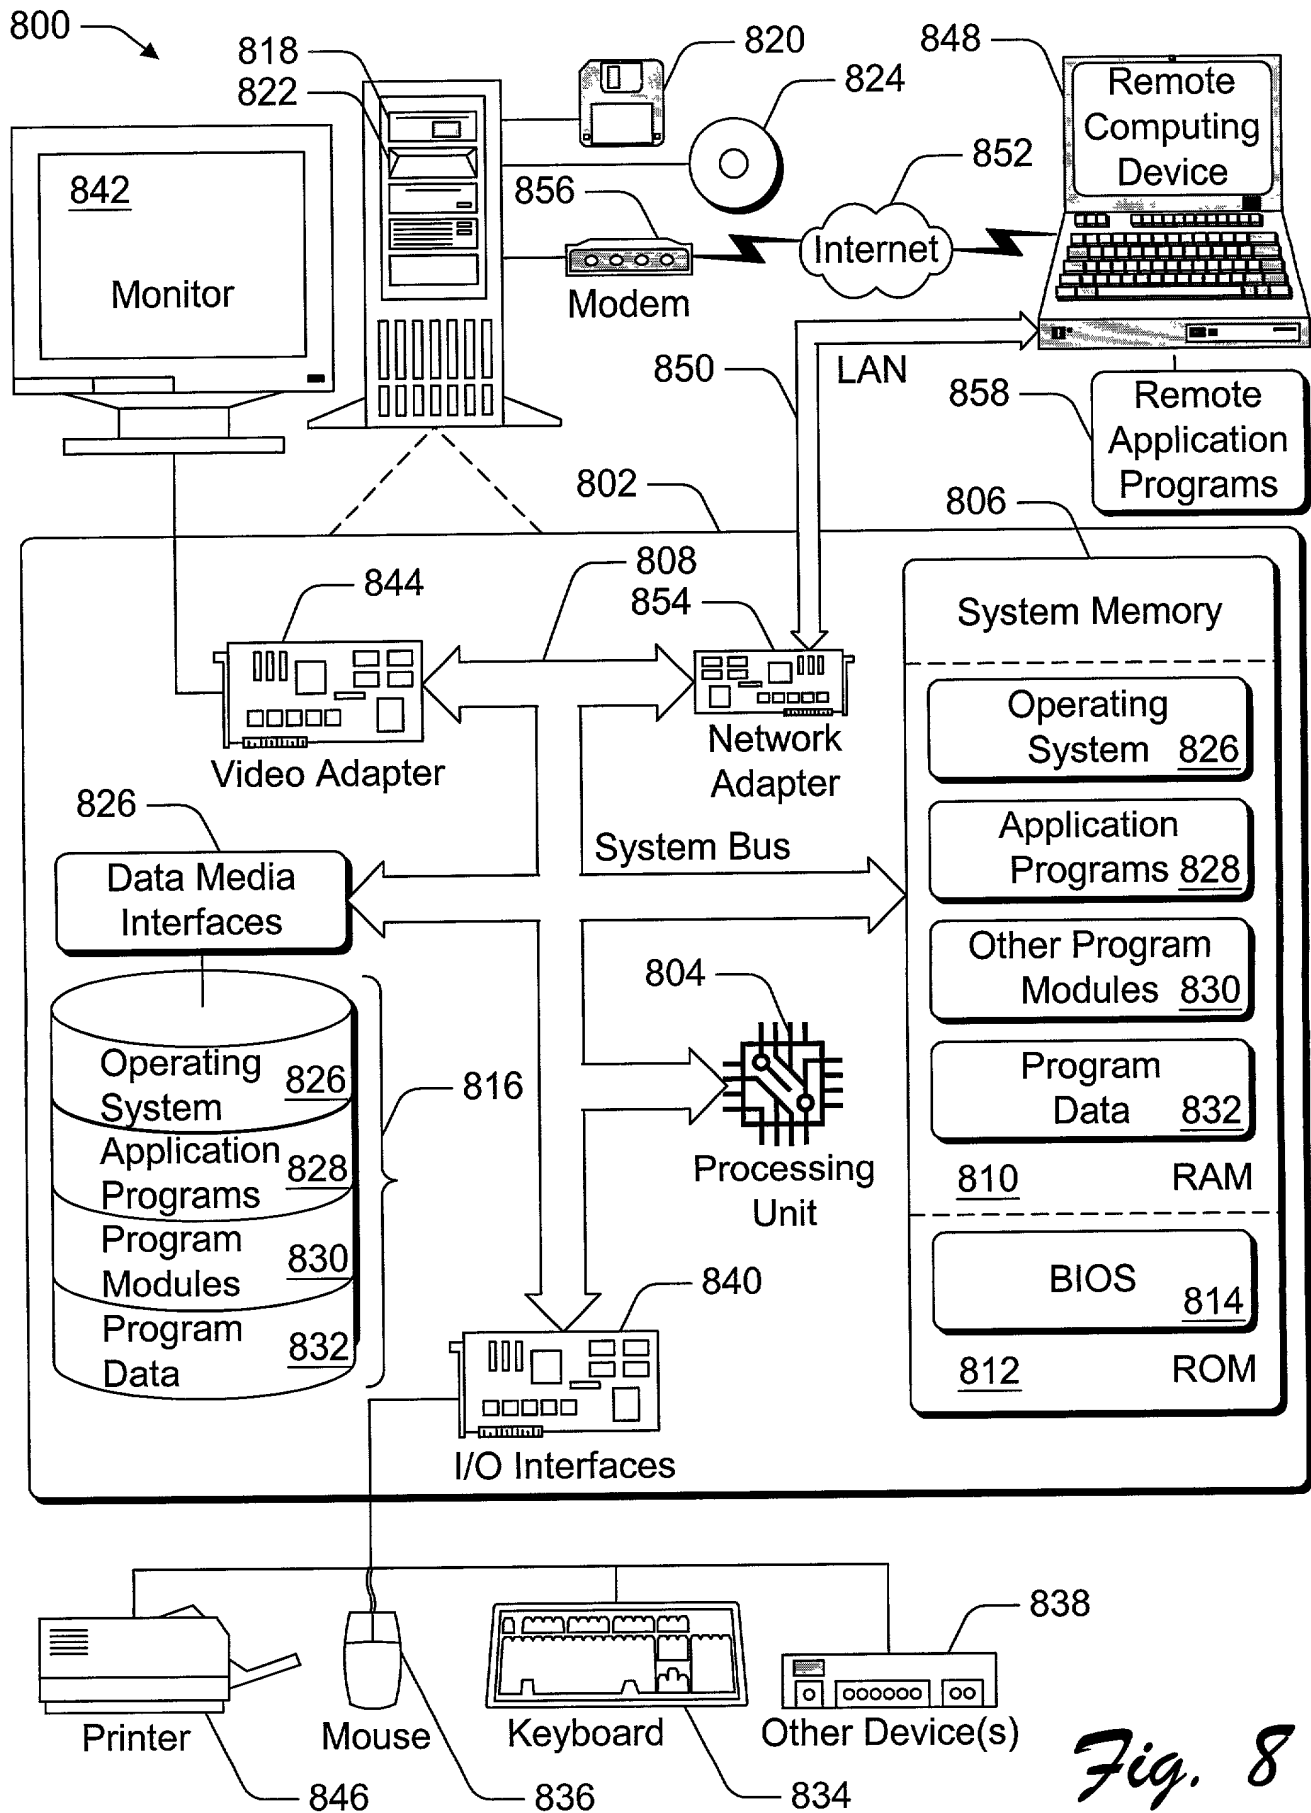 800
818
822
820
824
848
Remote
Computing
Device
842
Monitor
856
852
Internet
Modem
LAN
850
858
Remote
Application
Programs
802
806
808
844
854
System Memory
Operating
System 826
Video Adapter
Network
Adapter
826
Data Media
Interfaces
System Bus
Application
Programs 828
Other Program
Modules 830
804
Program
Data 832
Operating
System 826
816
Application
Programs 828
Processing
Unit
810 RAM
Program
Modules 830
840
BIOS 814
Program
Data 832
812 ROM
I/O Interfaces
838
Printer
Mouse
Keyboard
Other Device(s)
846
836
834
Fig. 8